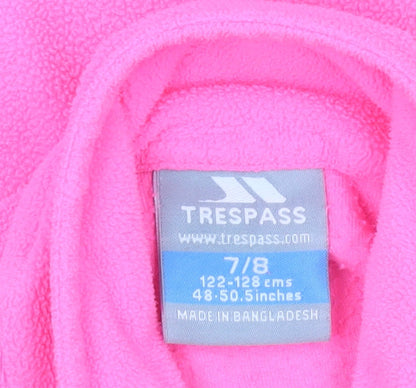 TRESPASS
www.trespass.com
7/8
122-128 cms
48-50.5inches
MADE IN BANGLADESH